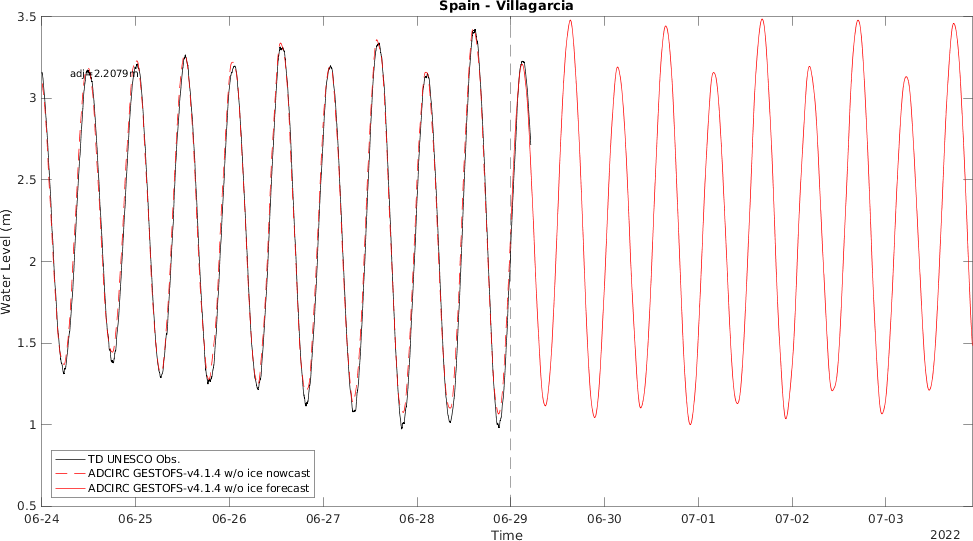 Spain - Villagarcia
3.5
adj=2.2079m
3
2.5
2
1.5
1
0.5
Water Level (m)
TD UNESCO Obs.
ADCIRC GESTOFS-v4.1.4 w/o ice nowcast
ADCIRC GESTOFS-v4.1.4 w/o ice forecast
06-24 06-25 06-26 06-27 06-28 06-29 06-30 07-01 07-02 07-03
Time
2022